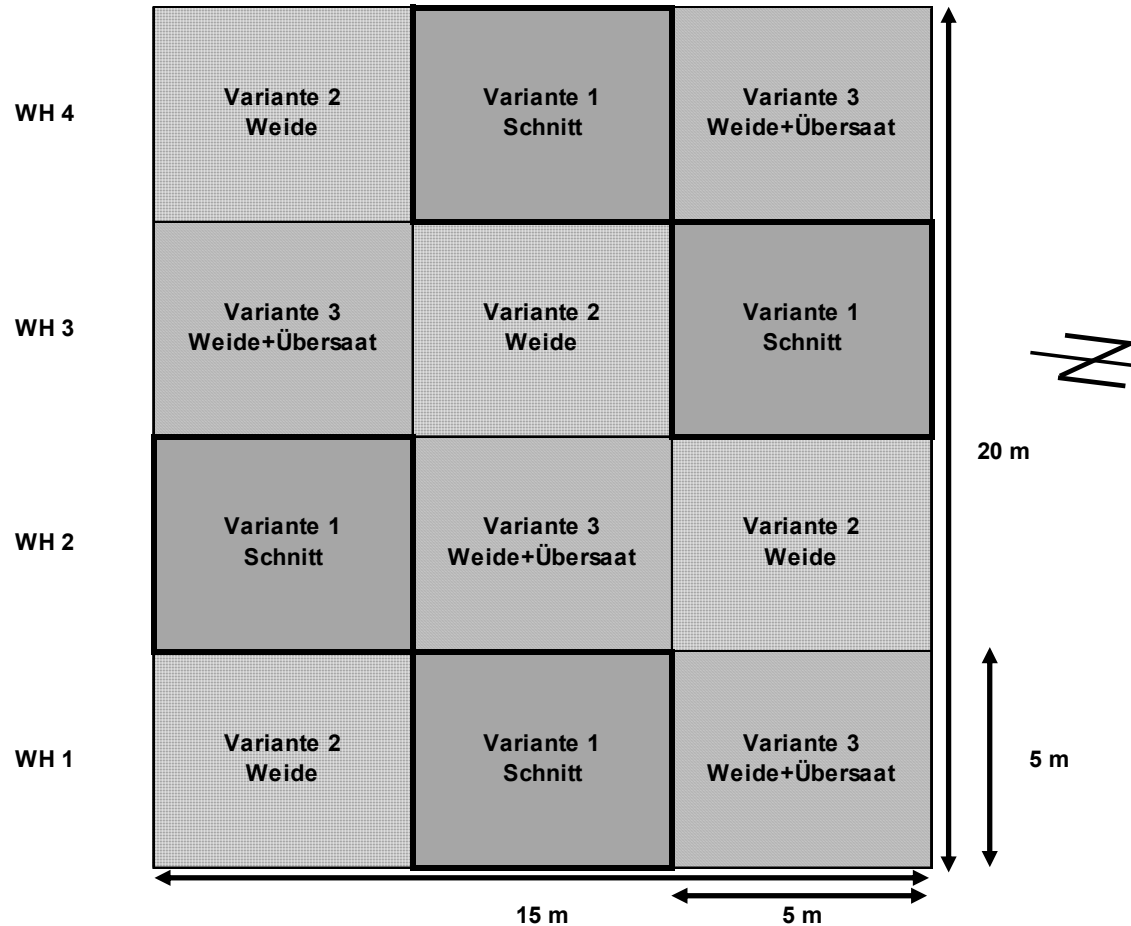 WH 4
Variante 2
Weide
Variante 1
Schnitt
Variante 3
Weide+Übersaat
WH 3
Variante 3
Weide+Übersaat
Variante 2
Weide
Variante 1
Schnitt
N
20 m
WH 2
Variante 1
Schnitt
Variante 3
Weide+Übersaat
Variante 2
Weide
WH 1
Variante 2
Weide
Variante 1
Schnitt
Variante 3
Weide+Übersaat
5 m
15 m
5 m